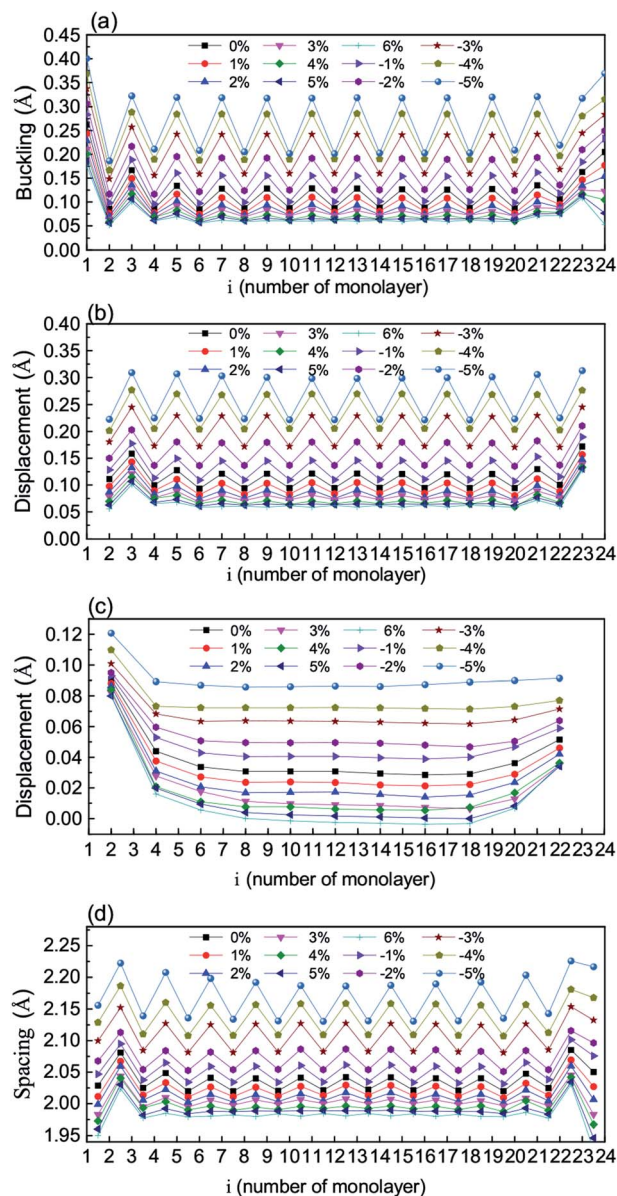 (a)
0% 3% 6% -3%
1% 4% -1% -4%
2% 5% -2% -5%
Buckling (Å)
0.45
0.40
0.35
0.30
0.25
0.20
0.15
0.10
0.05
0.00
1 2 3 4 5 6 7 8 9 10 11 12 13 14 15 16 17 18 19 20 21 22 23 24
i (number of monolayer)
(b)
0% 3% 6% -3%
1% 4% -1% -4%
2% 5% -2% -5%
Displacement (Å)
0.40
0.35
0.30
0.25
0.20
0.15
0.10
0.05
0.00
1 2 3 4 5 6 7 8 9 10 11 12 13 14 15 16 17 18 19 20 21 22 23 24
i (number of monolayer)
(c)
0% 3% 6% -3%
1% 4% -1% -4%
2% 5% -2% -5%
Displacement (Å)
0.12
0.10
0.08
0.06
0.04
0.02
0.00
1 2 3 4 5 6 7 8 9 10 11 12 13 14 15 16 17 18 19 20 21 22 23 24
i (number of monolayer)
(d)
0% 3% 6% -3%
1% 4% -1% -4%
2% 5% -2% -5%
Spacing (Å)
2.25
2.20
2.15
2.10
2.05
2.00
1.95
1 2 3 4 5 6 7 8 9 10 11 12 13 14 15 16 17 18 19 20 21 22 23 24
i (number of monolayer)